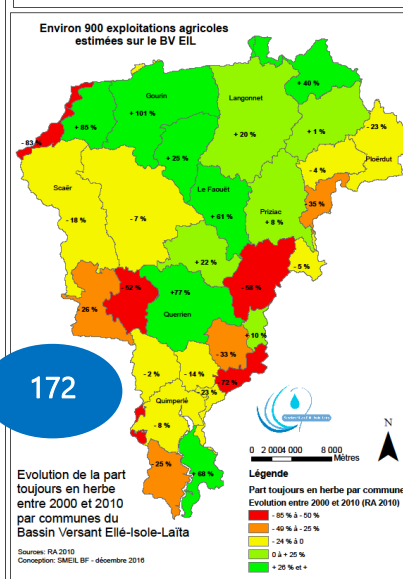 Environ 900 exploitations agricoles
estimées sur le BV EIL
+ 40 %
Gourin
Langonnet
+ 101 %
+ 85 %
- 83 %
+ 20 %
+ 1 %
- 23 %
Ploërdut
+ 25 %
- 4 %
Scaër
Le Faouët
- 35 %
- 18 %
- 7 %
+ 61 %
Priziac
+ 8 %
+ 22 %
- 5 %
- 52 %
+77 %
- 58 %
- 26 %
Querrien
+ 10 %
- 33 %
172
- 2 %
- 14 %
- 72 %
- 23 %
Quimperlé
- 8 %
- 25 %
+ 68 %
N
0 2 000 4 000 8 000
Mètres
Evolution de la part
toujours en herbe
entre 2000 et 2010
par communes du
Bassin Versant Ellé-Isole-Laïta
Sources: RA 2010
Conception: SMEIL BF - décembre 2016
Légende
Part toujours en herbe par commune
Evolution entre 2000 et 2010 (RA 2010)
- 85 % à - 50 %
- 49 % à - 25 %
- 24 % à 0
0 à + 25 %
+ 26 % et +